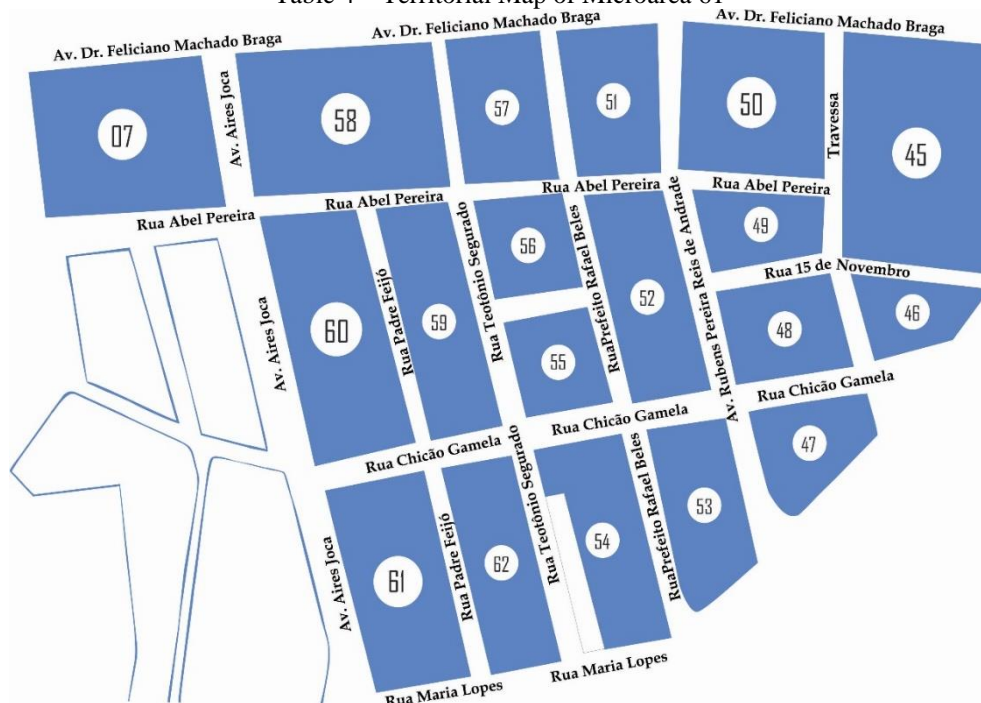 Table 4 – Territorial Map of Microarea 01
Av. Dr. Feliciano Machado Braga
Av. Dr. Feliciano Machado Braga
Av. Dr. Feliciano Machado Braga
07
Av. Aires Joca
58
57
51
50
Travessa
45
Rua Abel Pereira
Rua Abel Pereira
Rua Abel Pereira
Rua Abel Pereira
Av. Aires Joca
60
Rua Padre Feijó
59
Rua Teotônio Segurado
56
55
RuaPrefeito Rafael Beles
52
Av. Rubens Pereira Reis de Andrade
49
Rua 15 de Novembro
48
46
Rua Chicão Gamela
Rua Chicão Gamela
Rua Chicão Gamela
47
Av. Aires Joca
61
Rua Padre Feijó
62
Rua Teotônio Segurado
54
RuaPrefeito Rafael Beles
53
Rua Maria Lopes
Rua Maria Lopes